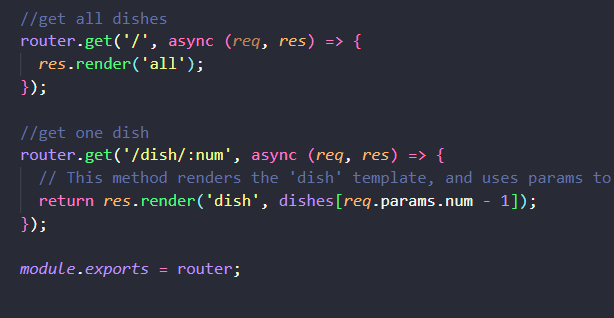 //get all dishes
router.get('/', async (req, res) => {
  res.render('all');
});

//get one dish
router.get('/dish/:num', async (req, res) => {
  // This method renders the 'dish' template, and uses params to
  return res.render('dish', dishes[req.params.num - 1]);
});

module.exports = router;